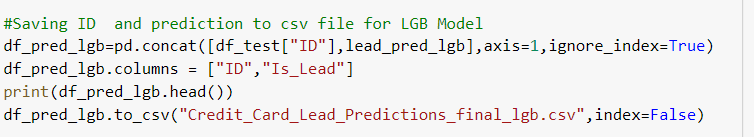 #Saving ID  and prediction to csv file for LGB Model
df_pred_lgb=pd.concat([df_test["ID"],lead_pred_lgb],axis=1,ignore_index=True)
df_pred_lgb.columns = ["ID","Is_Lead"]
print(df_pred_lgb.head())
df_pred_lgb.to_csv("Credit_Card_Lead_Predictions_final_lgb.csv",index=False)